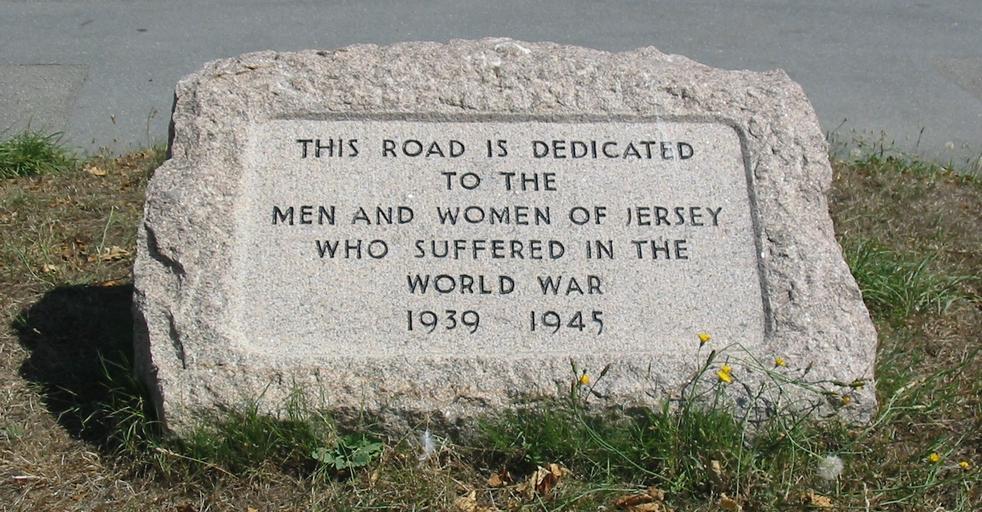 THIS ROAD IS DEDICATED
TO THE
MEN AND WOMEN OF JERSEY
WHO SUFFERED IN THE
WORLD WAR
1939 1945